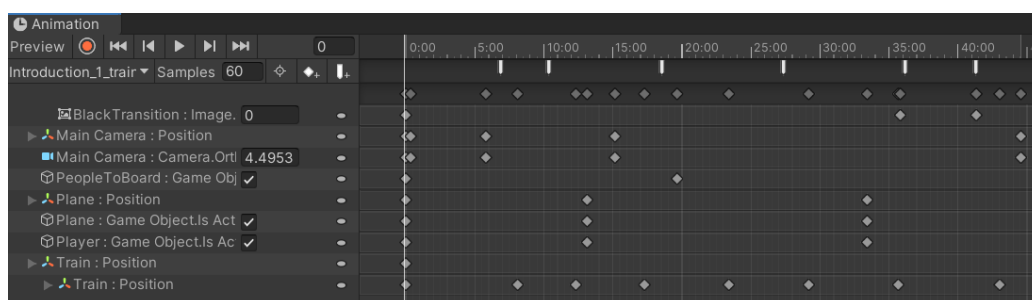 Animation
Preview 0 0:00 5:00 10:00 15:00 20:00 25:00 30:00 35:00 40:00
Introduction_1_trair Samples 60
BlackTransition : Image. 0
Main Camera : Position
Main Camera : Camera.Ort 4.4953
PeopleToBoard : Game Obj
Plane : Position
Plane : Game Object.Is Act
Player : Game Object.Is Ac
Train : Position
Train : Position